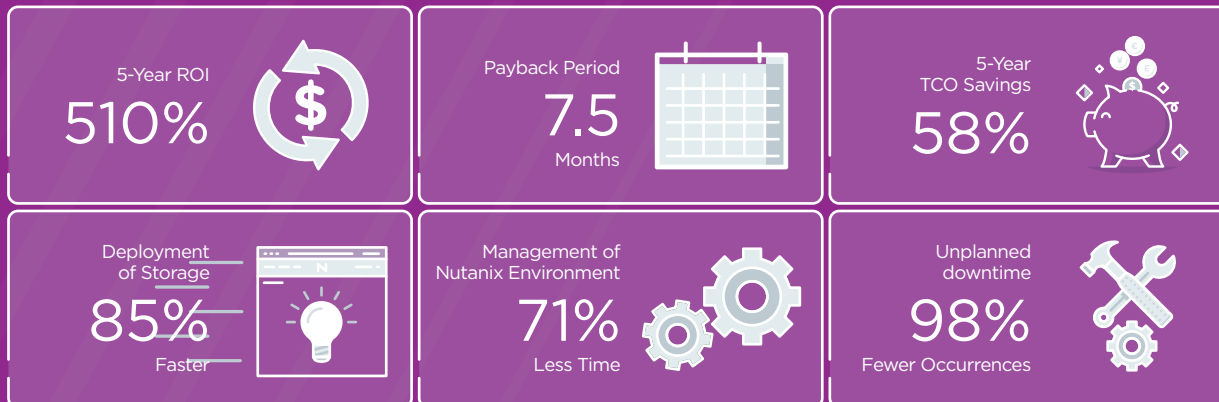 5-Year ROI
510%
$
Payback Period
7.5
Months
5-Year
TCO Savings
58%
$
Deployment
of Storage
85%
Faster
N
Management of
Nutanix Environment
71%
Less Time
Unplanned
downtime
98%
Fewer Occurrences